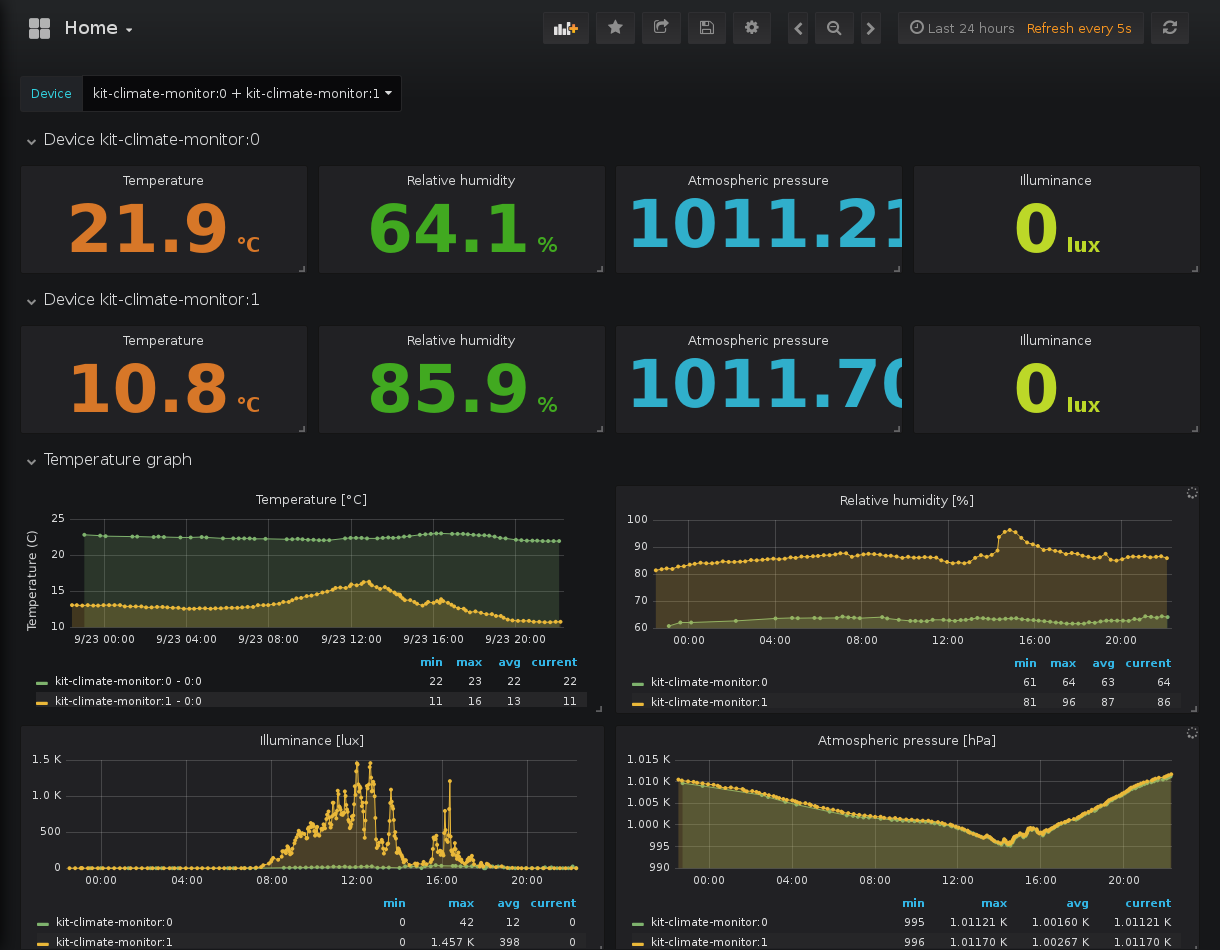 Home
Last 24 hours Refresh every 5s
Device kit-climate-monitor:0 + kit-climate-monitor:1
Device kit-climate-monitor:0
Temperature Relative humidity Atmospheric pressure Illuminance
21.9 °C 64.1 % 1011.21 0 lux
Device kit-climate-monitor:1
Temperature Relative humidity Atmospheric pressure Illuminance
10.8 °C 85.9 % 1011.70 0 lux
Temperature graph
Temperature [°C]
Temperature (C)
25
20
15
10
9/23 00:00 9/23 04:00 9/23 08:00 9/23 12:00 9/23 16:00 9/23 20:00
min max avg current
kit-climate-monitor:0 - 0:0 22 23 22 22
kit-climate-monitor:1 - 0:0 11 16 13 11
Relative humidity [%]
100
90
80
70
60
00:00 04:00 08:00 12:00 16:00 20:00
min max avg current
kit-climate-monitor:0 61 64 63 64
kit-climate-monitor:1 81 96 87 86
Illuminance [lux]
1.5 K
1.0 K
500
0
00:00 04:00 08:00 12:00 16:00 20:00
min max avg current
kit-climate-monitor:0 0 42 12 0
kit-climate-monitor:1 0 1.457 K 398 0
Atmospheric pressure [hPa]
1.015 K
1.010 K
1.005 K
1.000 K
995
990
00:00 04:00 08:00 12:00 16:00 20:00
min max avg current
kit-climate-monitor:0 995 1.01121 K 1.00160 K 1.01121 K
kit-climate-monitor:1 996 1.01170 K 1.00267 K 1.01170 K